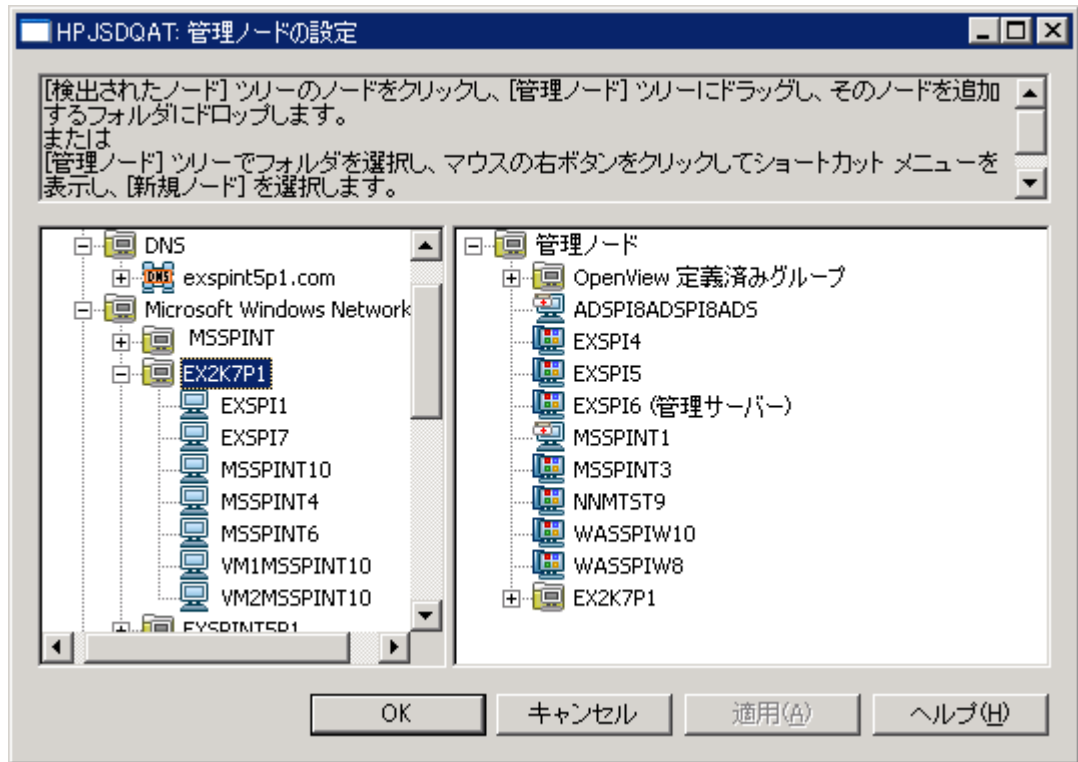 HPJSDQAT: 管理ノードの設定
[検出されたノード] ツリーのノードをクリックし、[管理ノード] ツリーにドラッグし、そのノードを追加
するフォルダにドロップします。
または
[管理ノード] ツリーでフォルダを選択し、マウスの右ボタンをクリックしてショートカット メニューを
表示し、[新規ノード] を選択します。
DNS
exspint5p1.com
Microsoft Windows Network
MSSPINT
EX2K7P1
EXSPI1
EXSPI7
MSSPINT10
MSSPINT4
MSSPINT6
VM1MSSPINT10
VM2MSSPINT10
EXSPINT5P1
管理ノード
OpenView 定義済みグループ
ADSPI8ADSPI8ADS
EXSPI4
EXSPI5
EXSPI6 (管理サーバー)
MSSPINT1
MSSPINT3
NNMTST9
WASSPIW10
WASSPIW8
EX2K7P1
OK
キャンセル
適用(A)
ヘルプ(H)